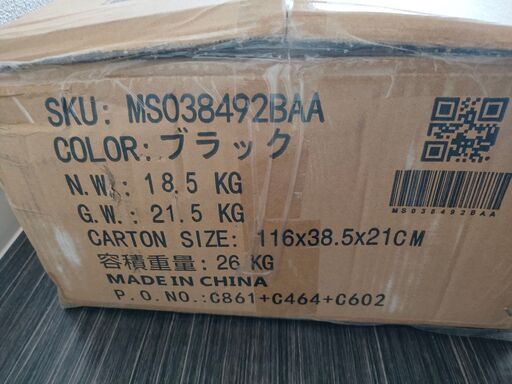 SKU: MS038492BAA
COLOR: ブラック
N.W.: 18.5 KG
G.W.: 21.5 KG
CARTON SIZE: 116x38.5x21CM
容積重量: 26 KG
MADE IN CHINA
P.O.NO.:C861+C464+C602
MS038492BAA